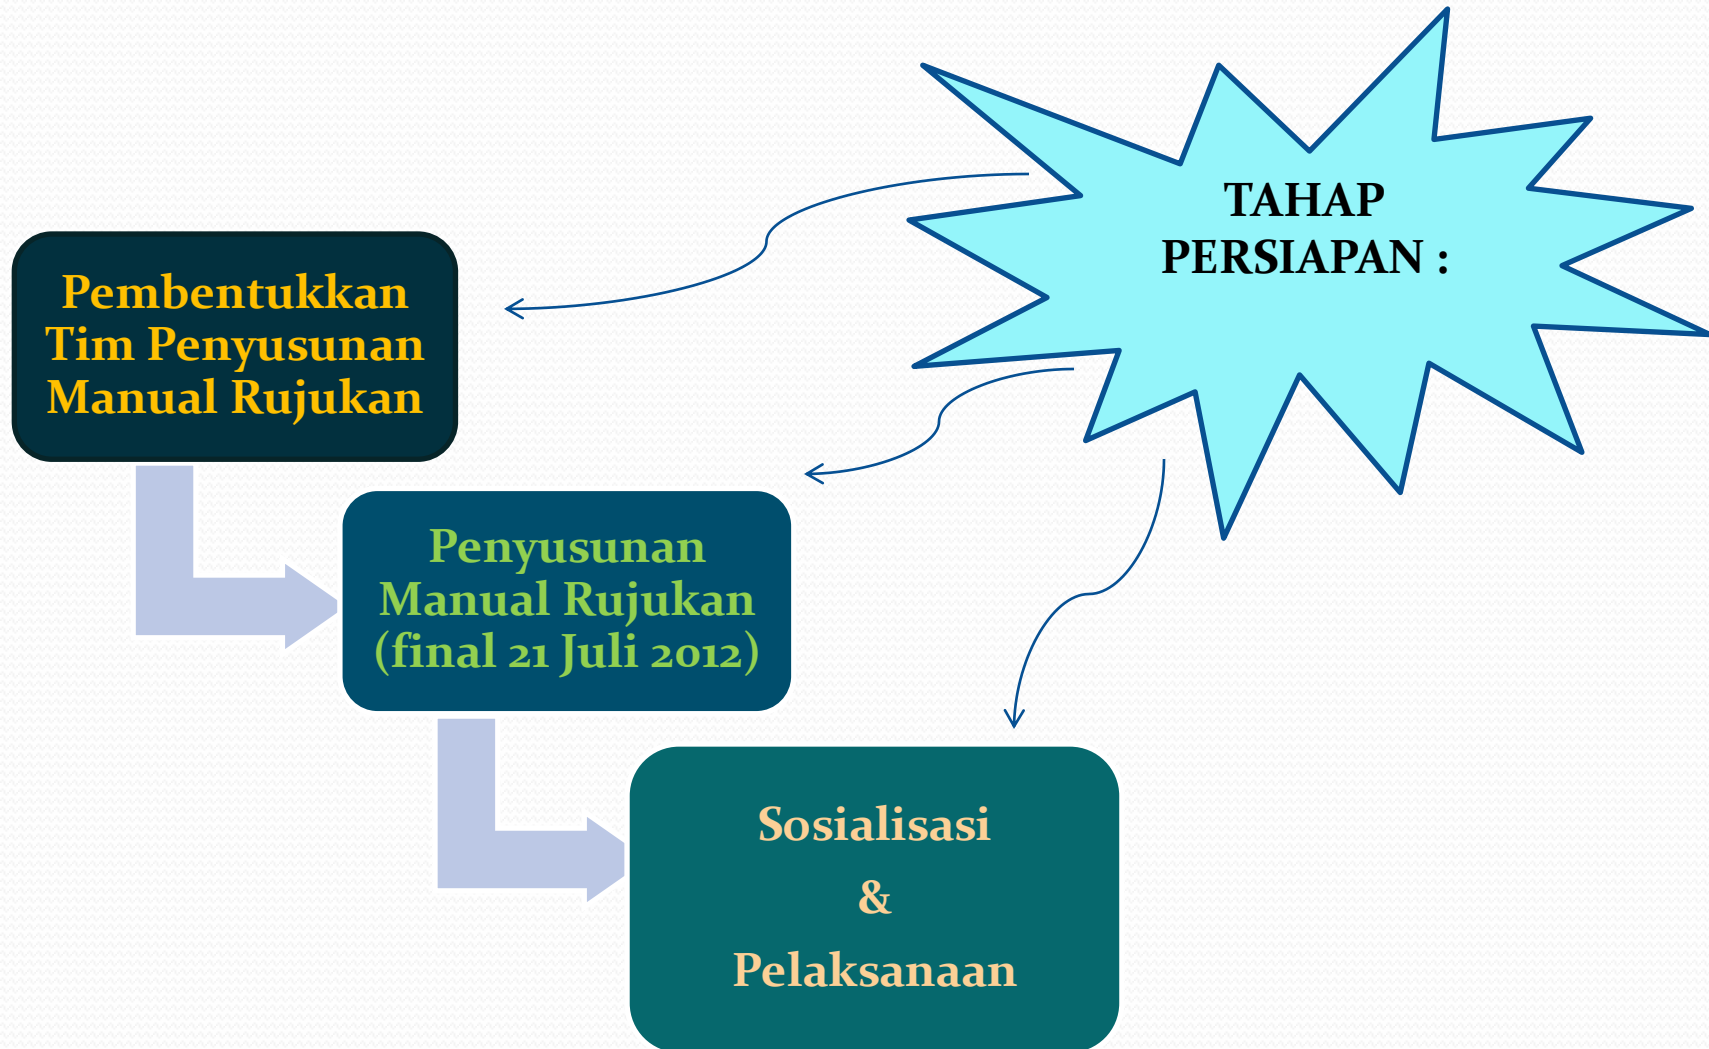 TAHAP
PERSIAPAN :
Pembentukkan
Tim Penyusunan
Manual Rujukan
Penyusunan
Manual Rujukan
(final 21 Juli 2012)
Sosialisasi
&
Pelaksanaan